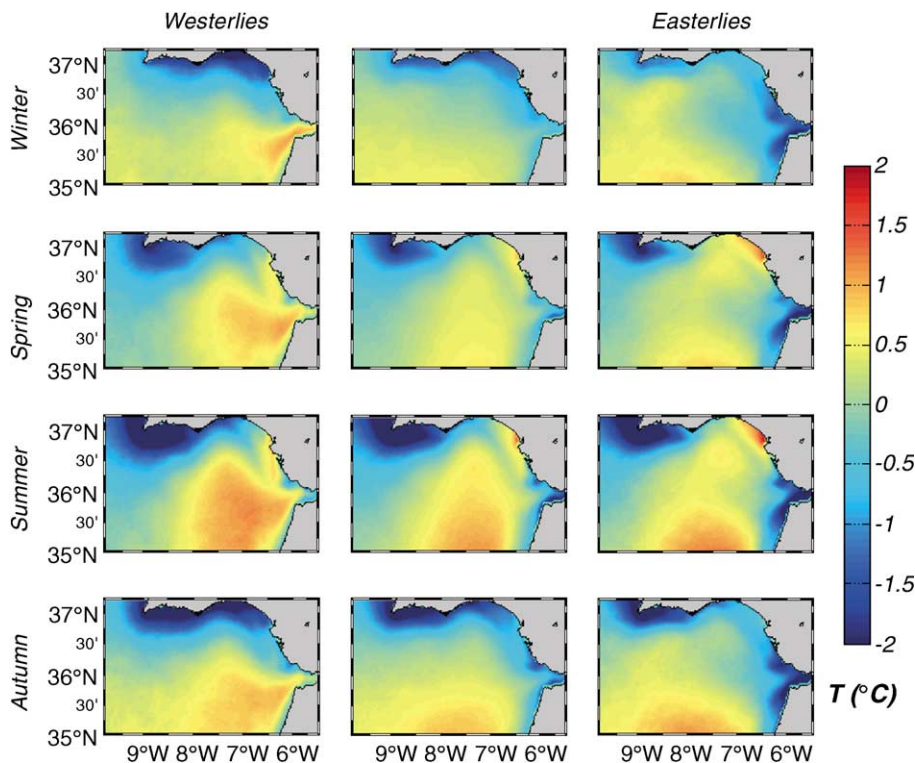 Westerlies
Easterlies
Winter
37°N
30'
36°N
30'
35°N
Spring
37°N
30'
36°N
30'
35°N
Summer
37°N
30'
36°N
30'
35°N
Autumn
37°N
30'
36°N
30'
35°N
9°W 8°W 7°W 6°W
9°W 8°W 7°W 6°W
9°W 8°W 7°W 6°W
2
1.5
1
0.5
0
-0.5
-1
-1.5
-2
T (°C)